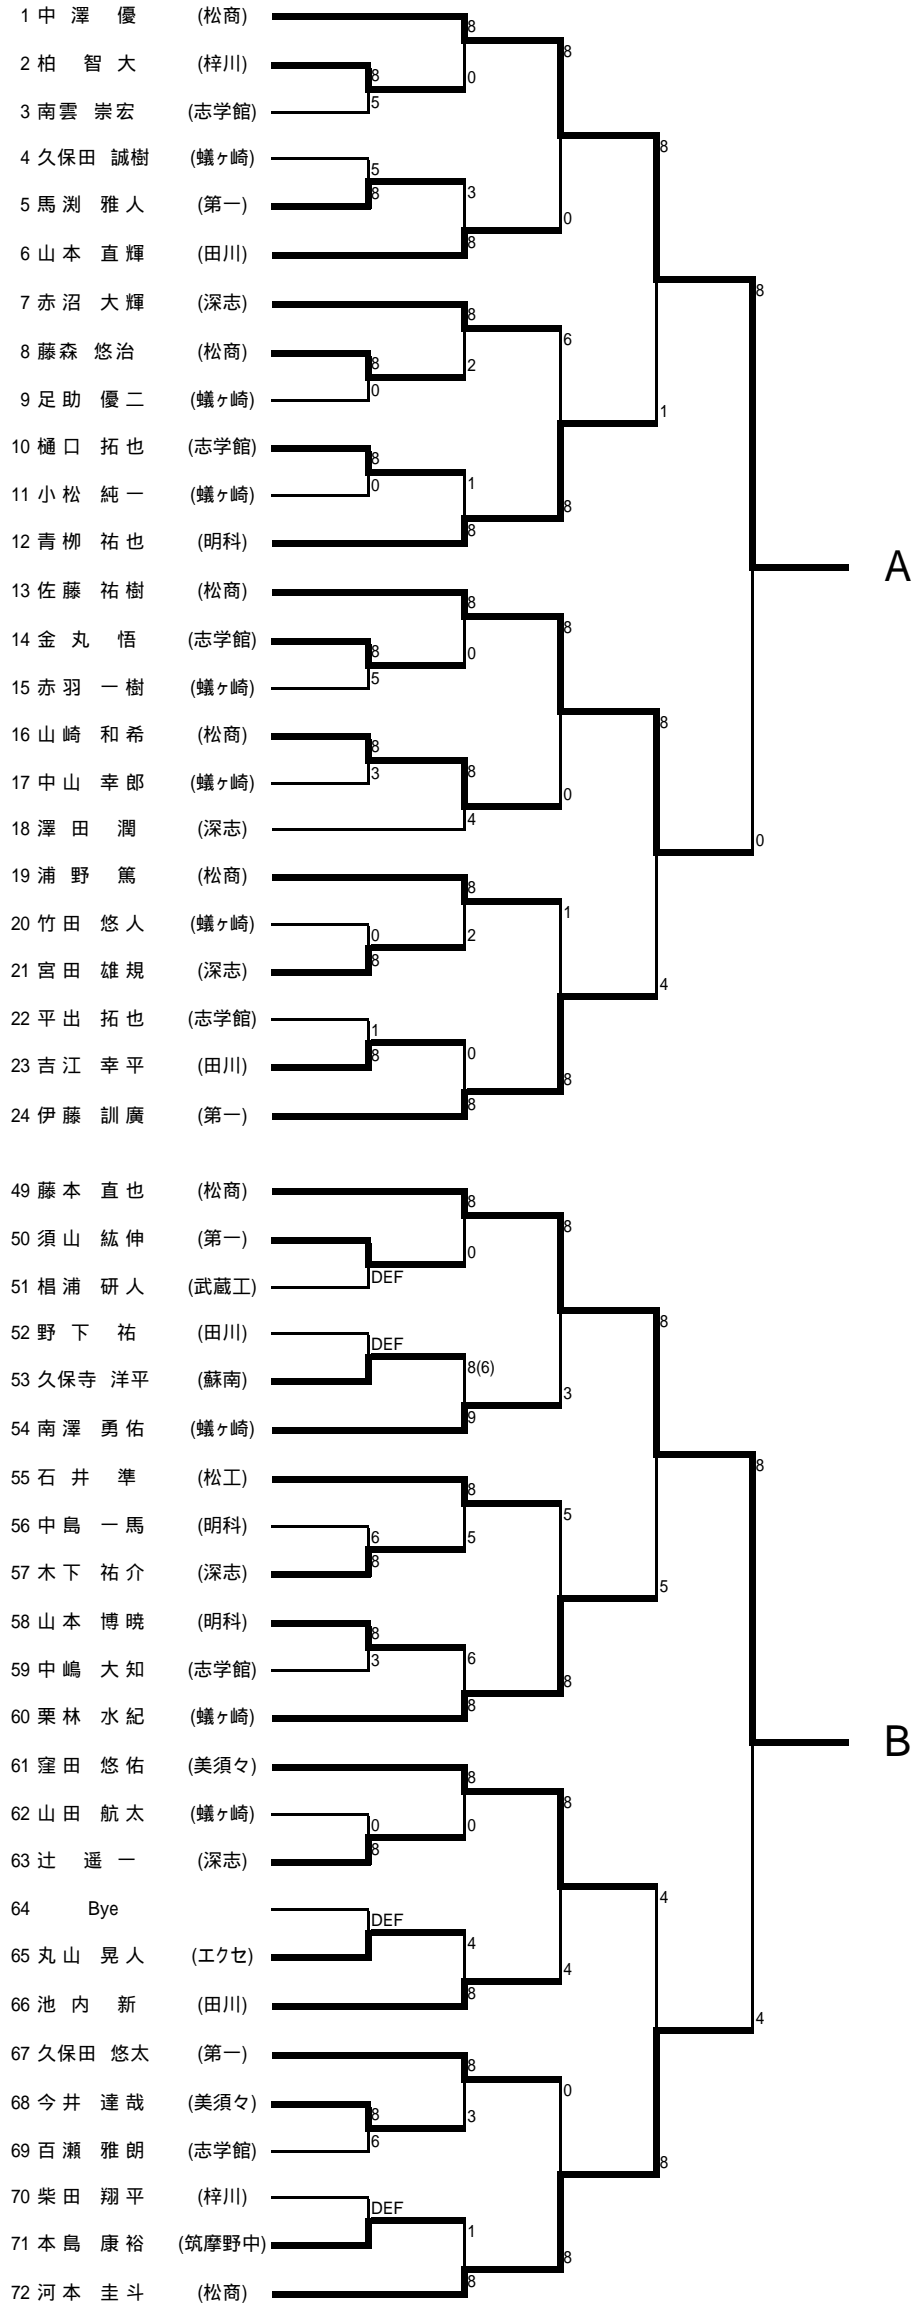 1 中澤 優 (松商)
8
8
2 柏 智大 (梓川)
8
0
3 南雲 崇宏 (志学館)
5
8
4 久保田 誠樹 (蟻ヶ崎)
5
5 馬渕 雅人 (第一)
8
3
0
6 山本 直輝 (田川)
8
8
7 赤沼 大輝 (深志)
8
6
8 藤森 悠治 (松商)
8
2
9 足助 優二 (蟻ヶ崎)
0
1
10 樋口 拓也 (志学館)
8
11 小松 純一 (蟻ヶ崎)
0
1
8
12 青栁 祐也 (明科)
8
A
13 佐藤 祐樹 (松商)
8
8
14 金丸 悟 (志学館)
8
0
15 赤羽 一樹 (蟻ヶ崎)
5
8
16 山崎 和希 (松商)
8
17 中山 幸郎 (蟻ヶ崎)
3
8
0
18 澤田 潤 (深志)
4
0
19 浦野 篤 (松商)
8
1
20 竹田 悠人 (蟻ヶ崎)
0
2
21 宮田 雄規 (深志)
8
4
22 平出 拓也 (志学館)
1
23 吉江 幸平 (田川)
8
0
8
24 伊藤 訓廣 (第一)
8
49 藤本 直也 (松商)
8
8
50 須山 紘伸 (第一)
0
51 椙浦 研人 (武蔵工)
DEF
8
52 野下 祐 (田川)
DEF
53 久保寺 洋平 (蘇南)
8(6)
3
54 南澤 勇佑 (蟻ヶ崎)
9
8
55 石井 準 (松工)
8
5
56 中島 一馬 (明科)
6
5
57 木下 祐介 (深志)
8
5
58 山本 博暁 (明科)
8
59 中嶋 大知 (志学館)
3
6
8
60 栗林 水紀 (蟻ヶ崎)
8
B
61 窪田 悠佑 (美須々)
8
8
62 山田 航太 (蟻ヶ崎)
0
0
63 辻 遥一 (深志)
8
4
64 Bye
DEF
65 丸山 晃人 (エクセ)
4
4
66 池内 新 (田川)
8
4
67 久保田 悠太 (第一)
8
0
68 今井 達哉 (美須々)
8
3
69 百瀬 雅朗 (志学館)
6
8
70 柴田 翔平 (梓川)
DEF
71 本島 康裕 (筑摩野中)
1
8
72 河本 圭斗 (松商)
8